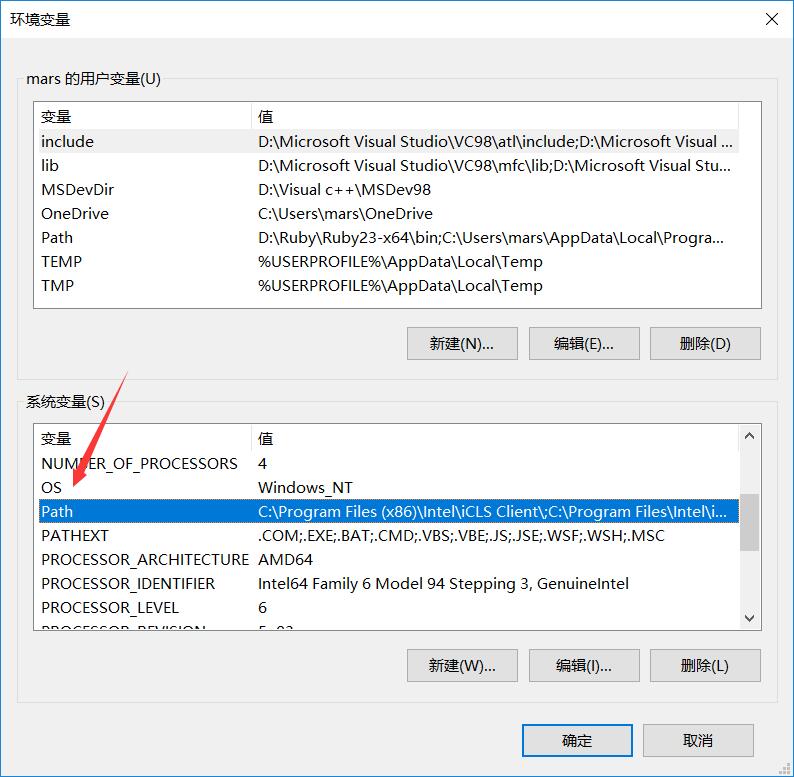 环境变量
mars 的用户变量(U)
变量 值
include D:\Microsoft Visual Studio\VC98\atl\include;D:\Microsoft Visual ...
lib D:\Microsoft Visual Studio\VC98\mfc\lib;D:\Microsoft Visual Stu...
MSDevDir D:\Visual c++\MSDev98
OneDrive C:\Users\mars\OneDrive
Path D:\Ruby\Ruby23-x64\bin;C:\Users\mars\AppData\Local\Progra...
TEMP %USERPROFILE%\AppData\Local\Temp
TMP %USERPROFILE%\AppData\Local\Temp
新建(N)... 编辑(E)... 删除(D)
系统变量(S)
变量 值
NUMBER_OF_PROCESSORS 4
OS Windows_NT
Path C:\Program Files (x86)\Intel\iCLS Client\;C:\Program Files\Intel\i...
PATHEXT .COM;.EXE;.BAT;.CMD;.VBS;.VBE;.JS;.JSE;.WSF;.WSH;.MSC
PROCESSOR_ARCHITECTURE AMD64
PROCESSOR_IDENTIFIER Intel64 Family 6 Model 94 Stepping 3, GenuineIntel
PROCESSOR_LEVEL 6
PROCESSOR_REVISION
新建(W)... 编辑(I)... 删除(L)
确定 取消